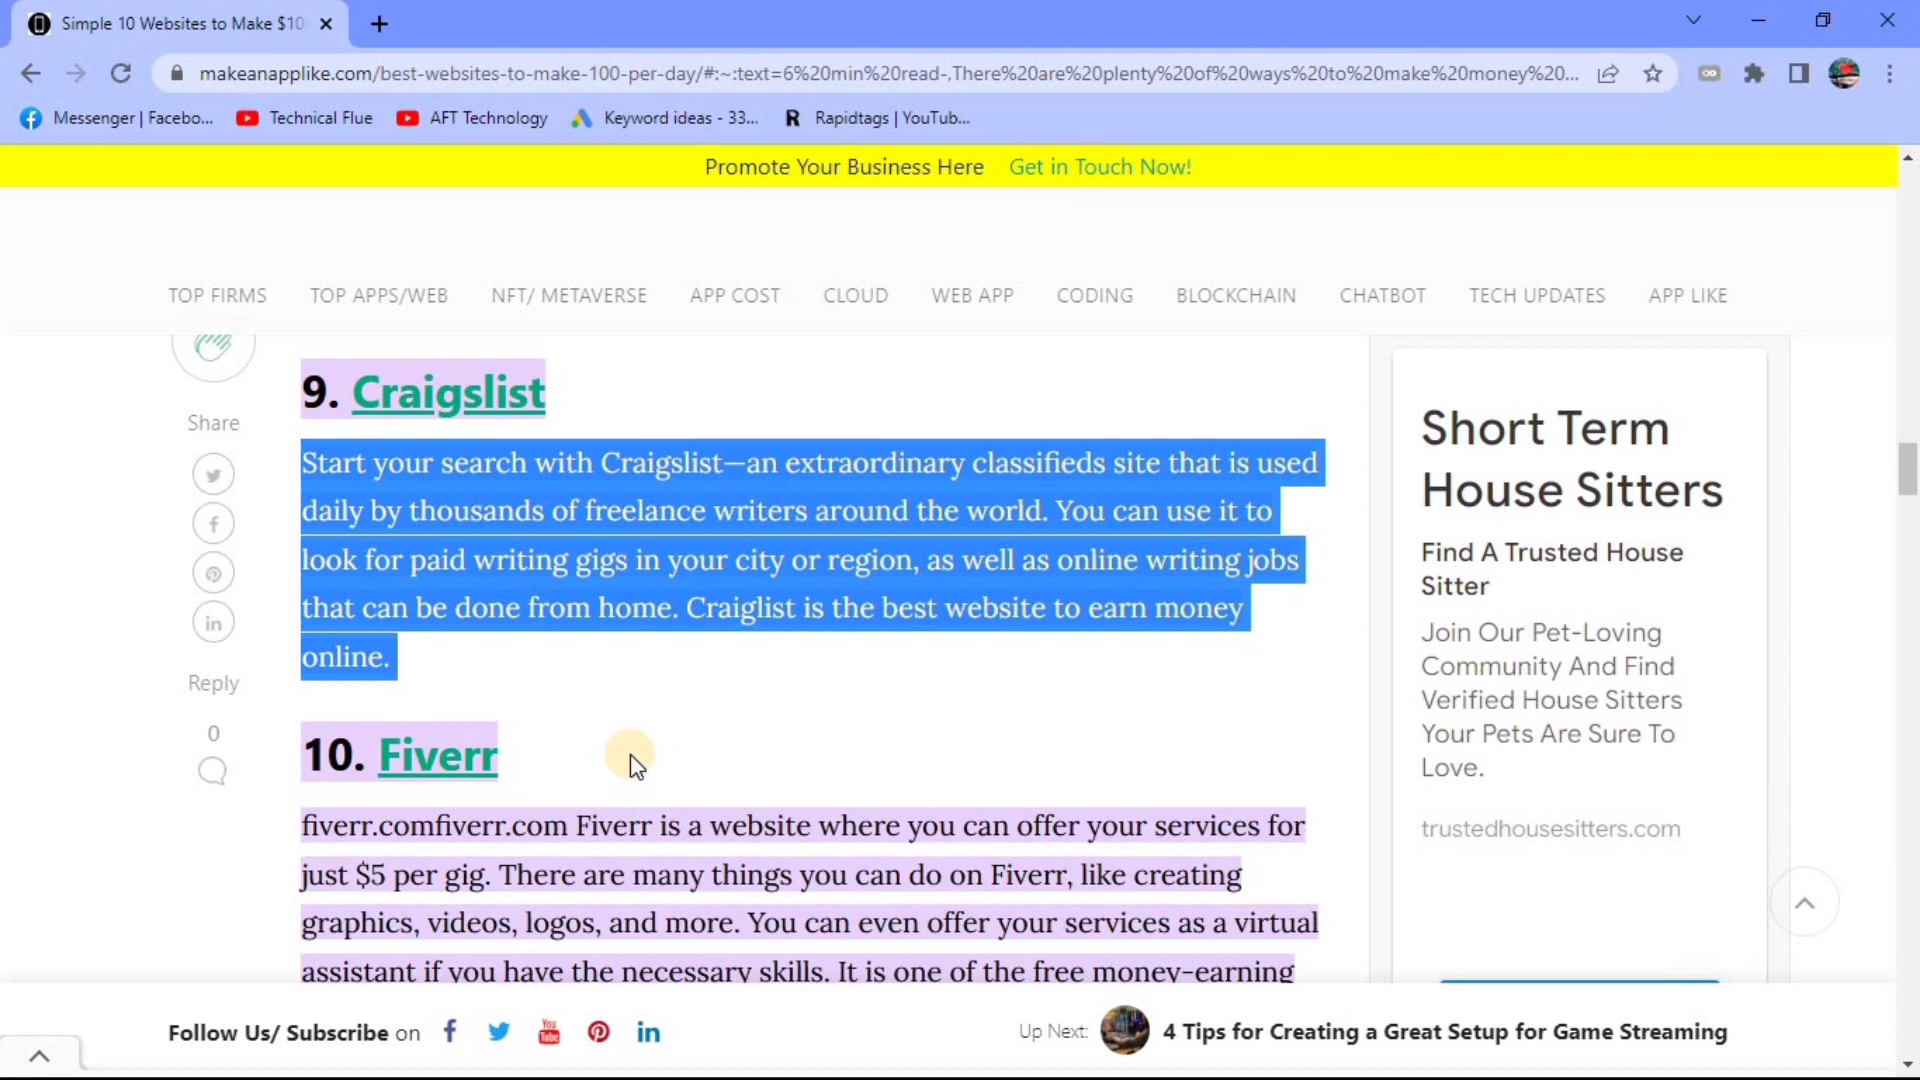 Simple 10 Websites to Make $10
makeanapplike.com/best-websites-to-make-100-per-day/#:~:text=6%20min%20read-,There%20are%20plenty%20of%20ways%20to%20make%20money%20...
Messenger | Facebo...
Technical Flue
AFT Technology
Keyword ideas - 33...
R Rapidtags | YouTub...
Promote Your Business Here Get in Touch Now!
TOP FIRMS TOP APPS/WEB NFT/ METAVERSE APP COST CLOUD WEB APP CODING BLOCKCHAIN CHATBOT TECH UPDATES APP LIKE
Share
Reply
0
9. Craigslist
Start your search with Craigslist—an extraordinary classifieds site that is used
daily by thousands of freelance writers around the world. You can use it to
look for paid writing gigs in your city or region, as well as online writing jobs
that can be done from home. Craiglist is the best website to earn money
online.
10. Fiverr
fiverr.comfiverr.com Fiverr is a website where you can offer your services for
just $5 per gig. There are many things you can do on Fiverr, like creating
graphics, videos, logos, and more. You can even offer your services as a virtual
assistant if you have the necessary skills. It is one of the free money-earning
Short Term
House Sitters
Find A Trusted House
Sitter
Join Our Pet-Loving
Community And Find
Verified House Sitters
Your Pets Are Sure To
Love.
trustedhousesitters.com
Follow Us/ Subscribe on
You Tube
Up Next: 4 Tips for Creating a Great Setup for Game Streaming